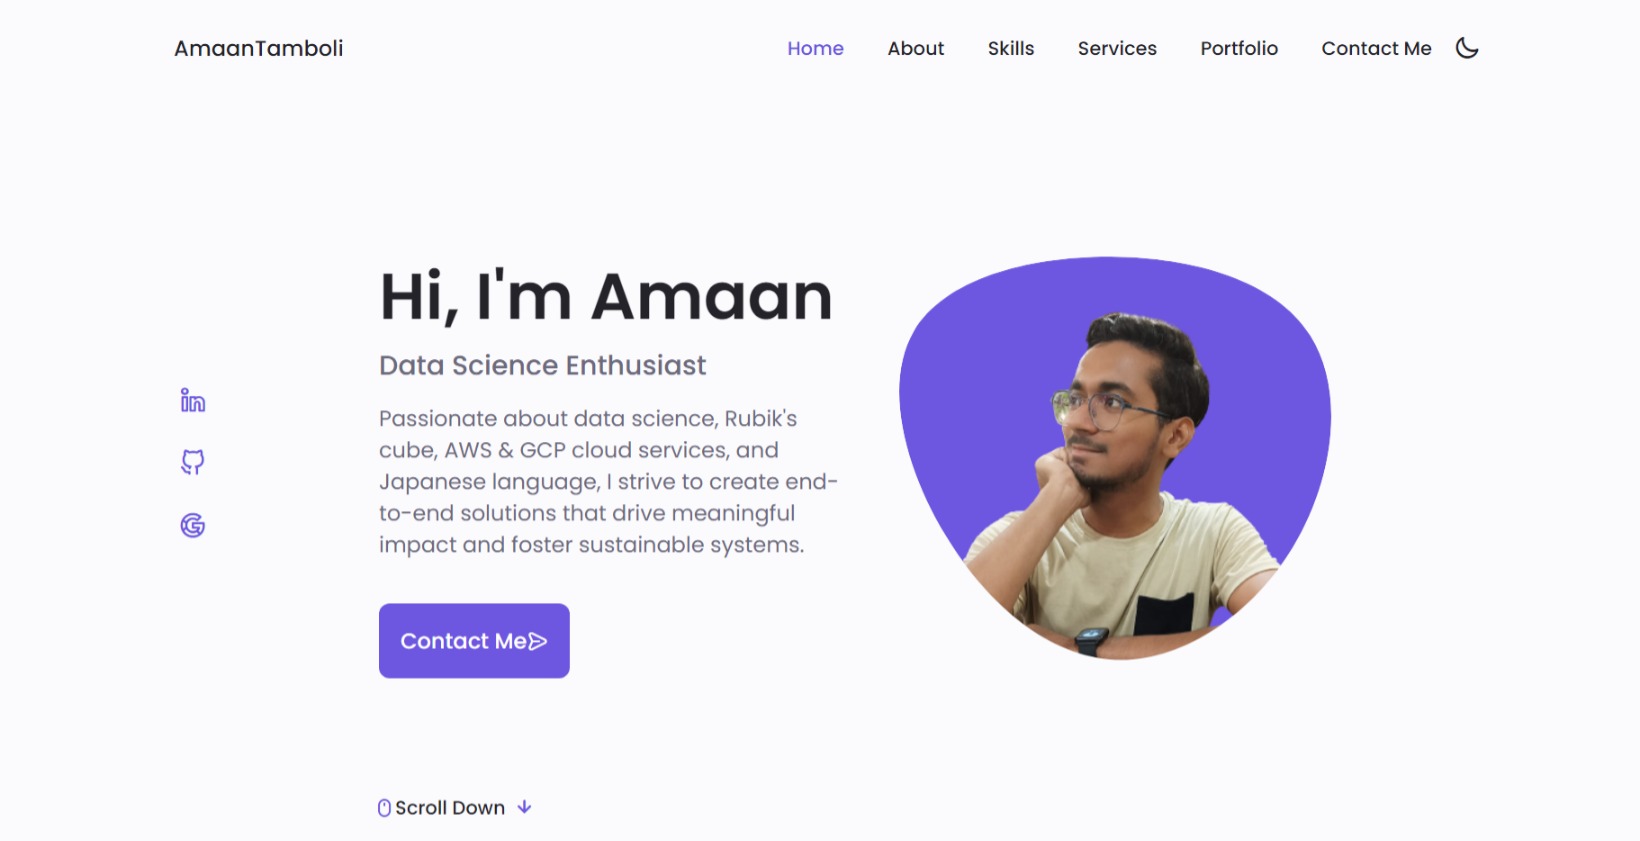 AmaanTamboli
Home About Skills Services Portfolio Contact Me
Hi, I'm Amaan
Data Science Enthusiast
Passionate about data science, Rubik's
cube, AWS & GCP cloud services, and
Japanese language, I strive to create end-
to-end solutions that drive meaningful
impact and foster sustainable systems.
Contact Me
Scroll Down